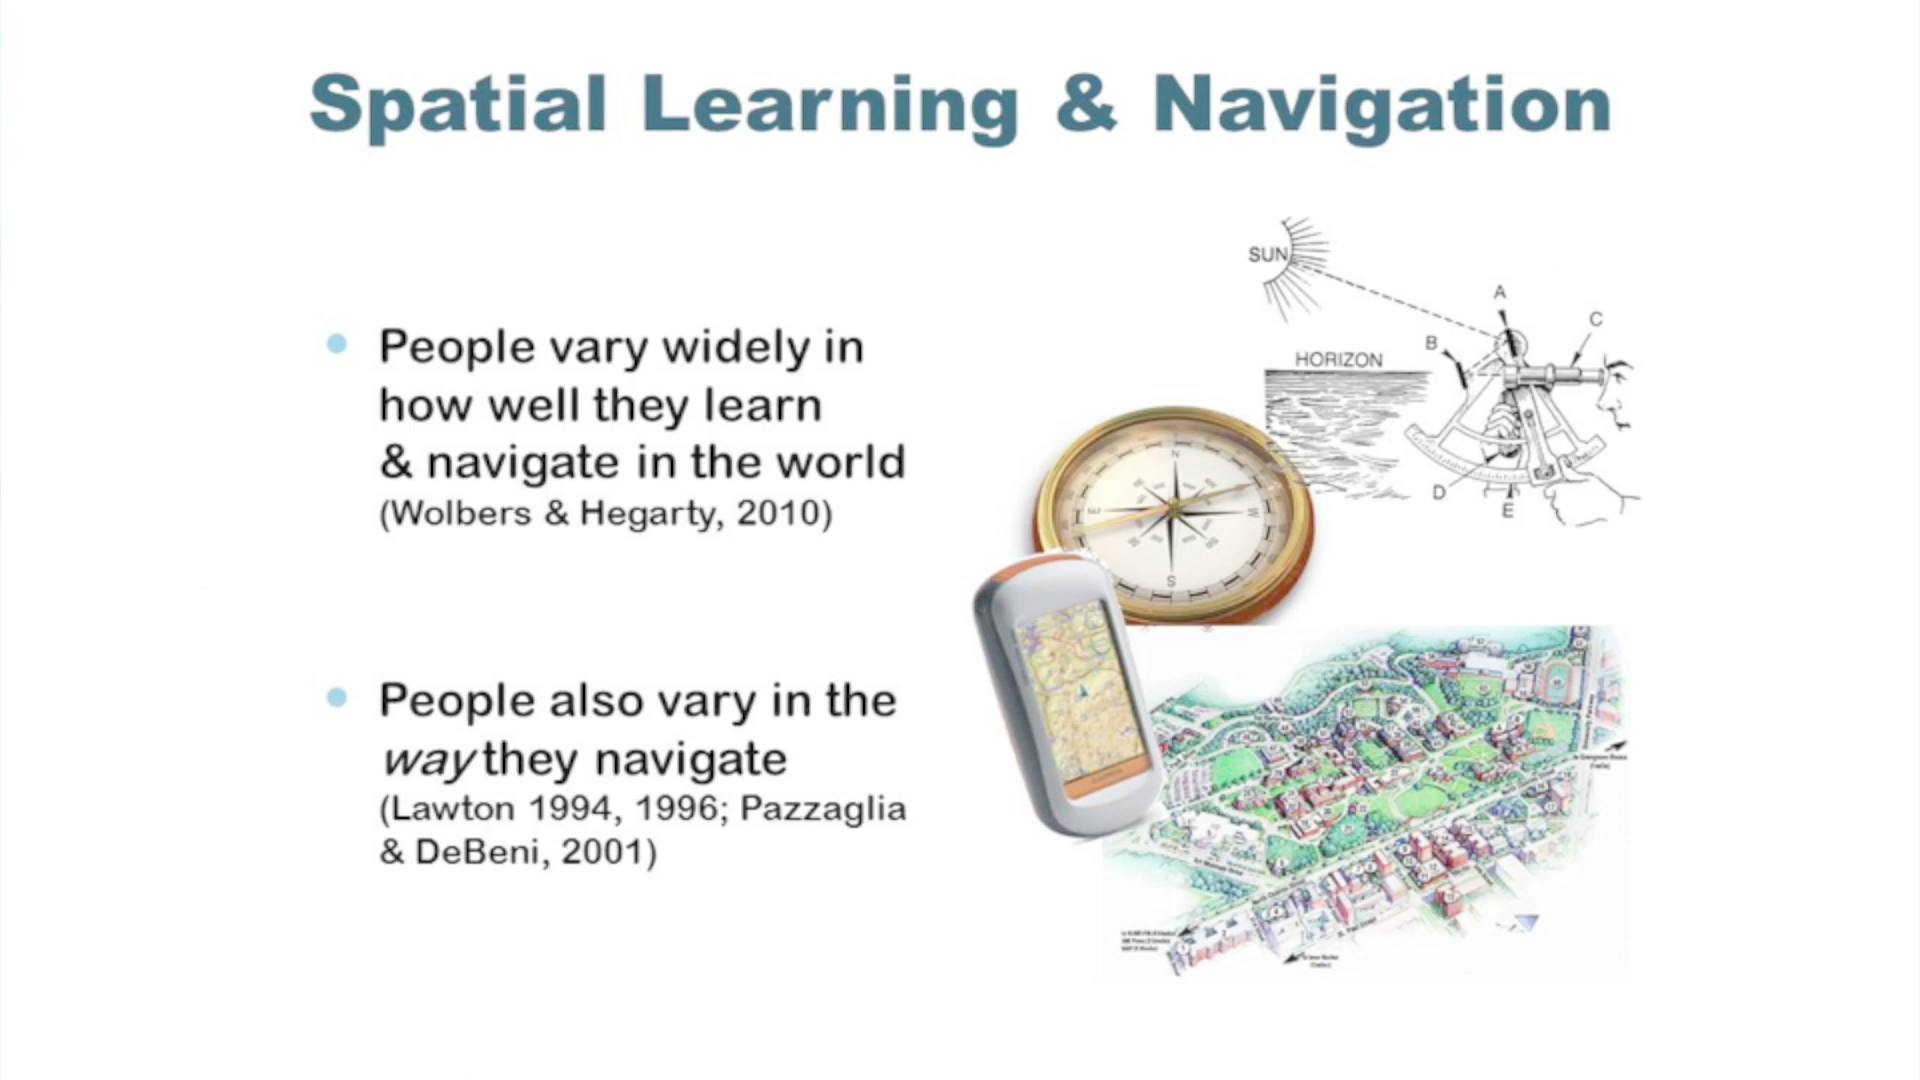 Spatial Learning & Navigation
People vary widely in
how well they learn
& navigate in the world
(Wolbers & Hegarty, 2010)
People also vary in the
way they navigate
(Lawton 1994, 1996; Pazzaglia
& DeBeni, 2001)
SUN
A
C
B
HORIZON
D
E
N
E
W
S